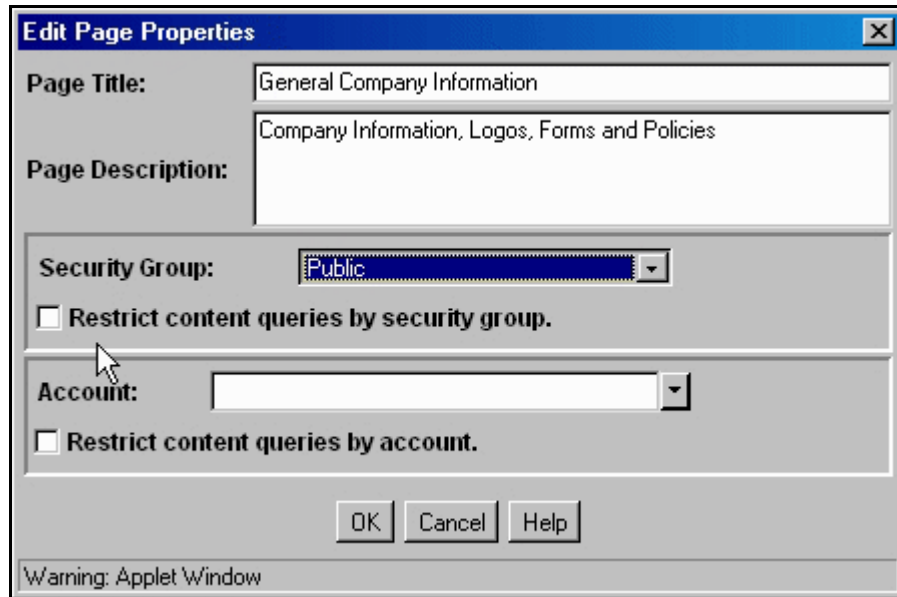 Edit Page Properties
Page Title: General Company Information
Page Description: Company Information, Logos, Forms and Policies
Security Group: Public
Restrict content queries by security group.
Account:
Restrict content queries by account.
OK Cancel Help
Warning: Applet Window